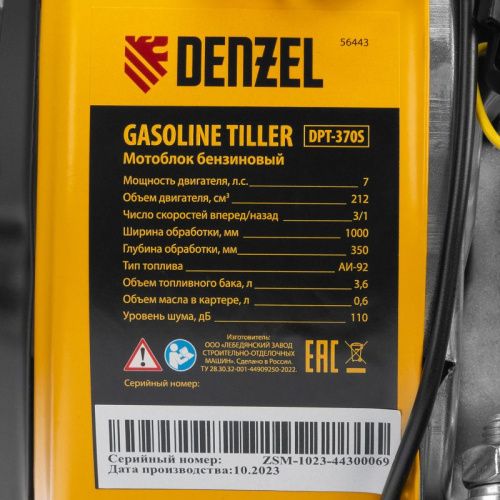 56443
DENZEL
GASOLINE TILLER DPT-370S
Мотоблок бензиновый
Мощность двигателя, л.с. 7
Объем двигателя, см³ 212
Число скоростей вперед/назад 3/1
Ширина обработки, мм 1000
Глубина обработки, мм 350
Тип топлива АИ-92
Объем топливного бака, л 3,6
Объем масла в картере, л 0,6
Уровень шума, дБ 110
Изготовитель:
ООО «ЛЕБЕДЯНСКИЙ ЗАВОД
СТРОИТЕЛЬНО-ОТДЕЛОЧНЫХ
МАШИН». Сделано в России.
ТУ 28.30.32-001-44909250-2022.
EAC
Серийный номер:
Серийный номер: ZSM-1023-44300069
Дата производства:10.2023